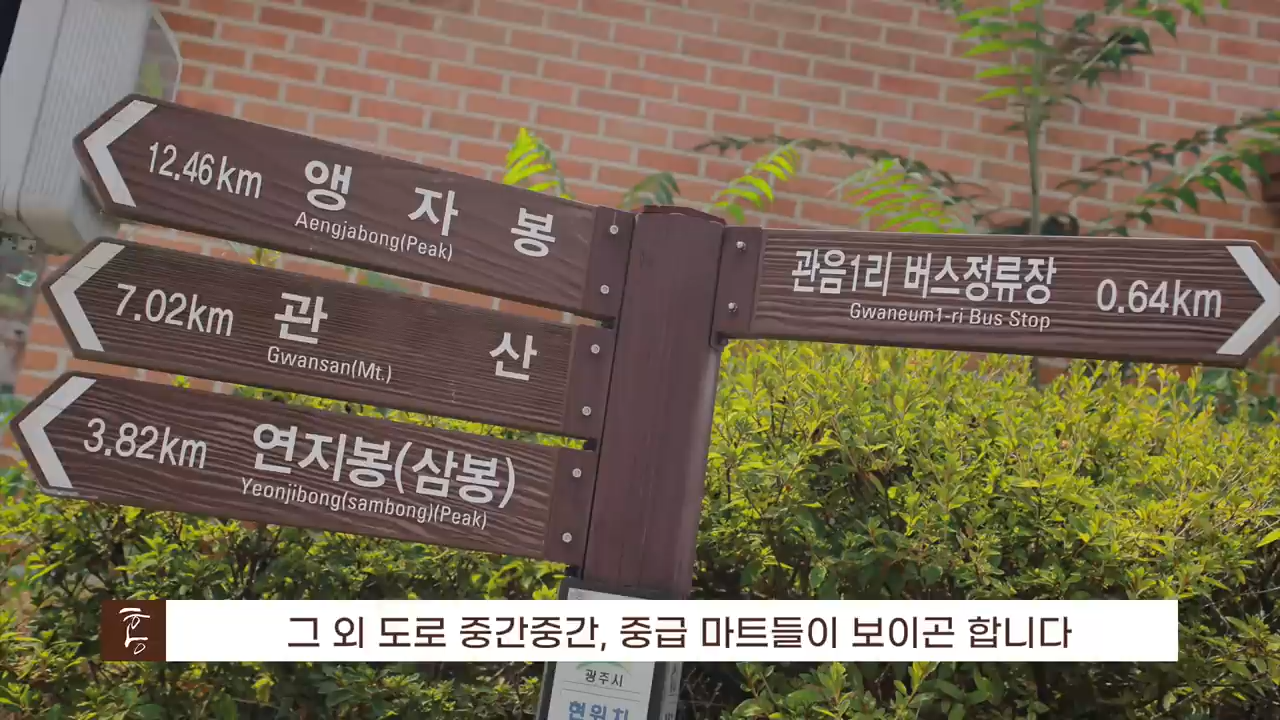 12.46km 앵자봉
Aengjabong(Peak)
7.02km 관산
Gwansan(Mt.)
3.82km 연지봉(삼봉)
Yeonjibong(sambong)(Peak)
관음1리 버스정류장 0.64km
Gwaneum1-ri Bus Stop
그 외 도로 중간중간, 중급 마트들이 보이곤 합니다
광주시
현위치